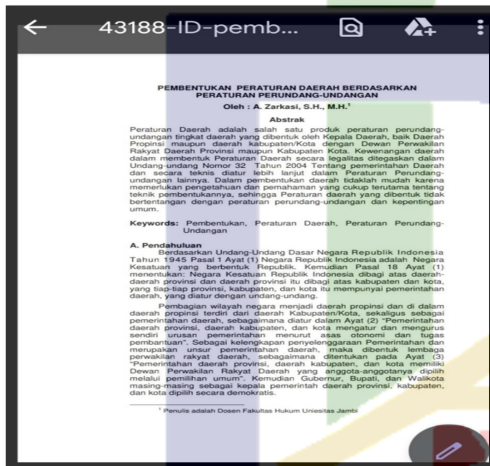 43188-ID-pemb...
PEMBENTUKAN PERATURAN DAERAH BERDASARKAN
PERATURAN PERUNDANG-UNDANGAN
Oleh : A. Zarkasi, S.H., M.H.¹
Abstrak
Peraturan Daerah adalah salah satu produk peraturan perundang-
undangan tingkat daerah yang dibentuk oleh Kepala Daerah, baik Daerah
Propinsi maupun daerah kabupaten/Kota dengan Dewan Perwakilan
Rakyat Daerah Provinsi maupun Kabupaten Kota. Kewenangan daerah
dalam membentuk Peraturan Daerah secara legalitas ditegaskan dalam
Undang-undang Nomor 32 Tahun 2004 Tentang pemerintahan Daerah
dan secara teknis diatur lebih lanjut dalam Peraturan Perundang-
undangan lainnya. Dalam pembentukan daerah tidaklah mudah karena
memerlukan pengetahuan dan pemahaman yang cukup terutama tentang
teknik pembentukannya, sehingga Peraturan daerah yang dibentuk tidak
bertentangan dengan peraturan perundang-undangan dan kepentingan
umum.
Keywords: Pembentukan, Peraturan Daerah, Peraturan Perundang-
Undangan
A. Pendahuluan
Berdasarkan Undang-Undang Dasar Negara Republik Indonesia
Tahun 1945 Pasal 1 Ayat (1) Negara Republik Indonesia adalah Negara
Kesatuan yang berbentuk Republik. Kemudian Pasal 18 Ayat (1)
menentukan: Negara Kesatuan Republik Indonesia dibagi atas daerah-
daerah provinsi dan daerah provinsi itu dibagi atas kabupaten dan kota,
yang tiap-tiap provinsi, kabupaten, dan kota itu mempunyai pemerintahan
daerah, yang diatur dengan undang-undang.
Pembagian wilayah negara menjadi daerah propinsi dan di dalam
daerah propinsi terdiri dari daerah Kabupaten/Kota, sekaligus sebagai
pemerintahan daerah, sebagaimana diatur dalam Ayat (2) “Pemerintahan
daerah provinsi, daerah kabupaten, dan kota mengatur dan mengurus
sendiri urusan pemerintahan menurut asas otonomi dan tugas
pembantuan”. Sebagai kelengkapan penyelenggaraan Pemerintahan dan
merupakan unsur pemerintahan daerah, maka dibentuk lembaga
perwakilan rakyat daerah, sebagaimana ditentukan pada Ayat (3)
“Pemerintahan daerah provinsi, daerah kabupaten, dan kota memiliki
Dewan Perwakilan Rakyat Daerah yang anggota-anggotanya dipilih
melalui pemilihan umum”. Kemudian Gubernur, Bupati, dan Walikota
masing-masing sebagai kepala pemerintah daerah provinsi, kabupaten,
dan kota dipilih secara demokratis.
¹ Penulis adalah Dosen Fakultas Hukum Uniesitas Jambi